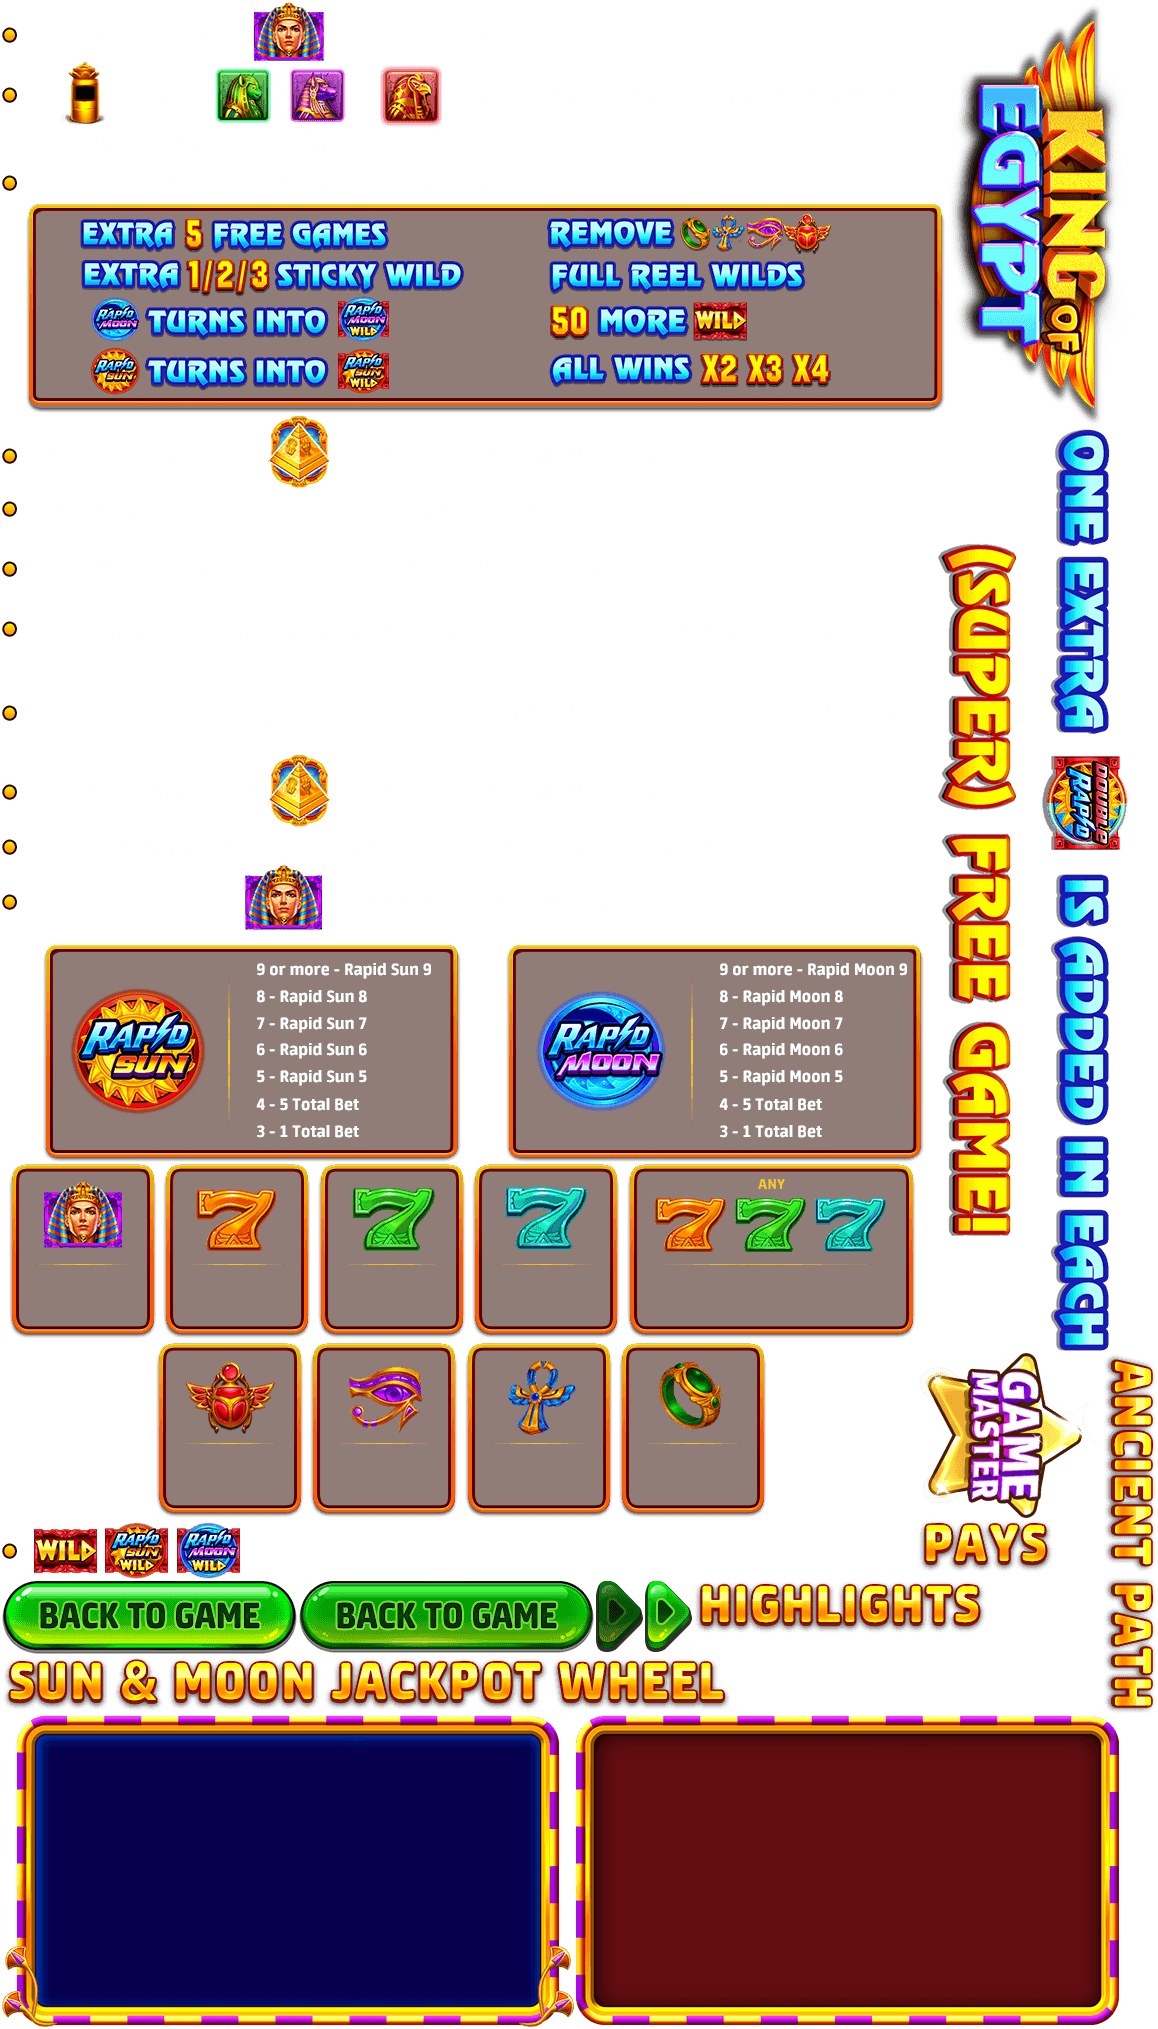 KING OF
EGYPT
EXTRA 5 FREE GAMES
EXTRA 1/2/3 STICKY WILD
RAPID MOON TURNS INTO RAPID MOON WILD
RAPID SUN TURNS INTO RAPID SUN WILD
REMOVE
FULL REEL WILDS
50 MORE WILD
ALL WINS X2 X3 X4
ONE EXTRA DOUBLE RAPID IS ADDED IN EACH
(SUPER) FREE GAME!
RAPID
SUN
9 or more - Rapid Sun 9
8 - Rapid Sun 8
7 - Rapid Sun 7
6 - Rapid Sun 6
5 - Rapid Sun 5
4 - 5 Total Bet
3 - 1 Total Bet
RAPID
MOON
9 or more - Rapid Moon 9
8 - Rapid Moon 8
7 - Rapid Moon 7
6 - Rapid Moon 6
5 - Rapid Moon 5
4 - 5 Total Bet
3 - 1 Total Bet
7
7
7
ANY
7 7 7
GAME
MASTER
ANCIENT PATH
PAYS
WILD
RAPID
SUN
WILD
RAPID
MOON
WILD
BACK TO GAME
BACK TO GAME
HIGHLIGHTS
SUN & MOON JACKPOT WHEEL